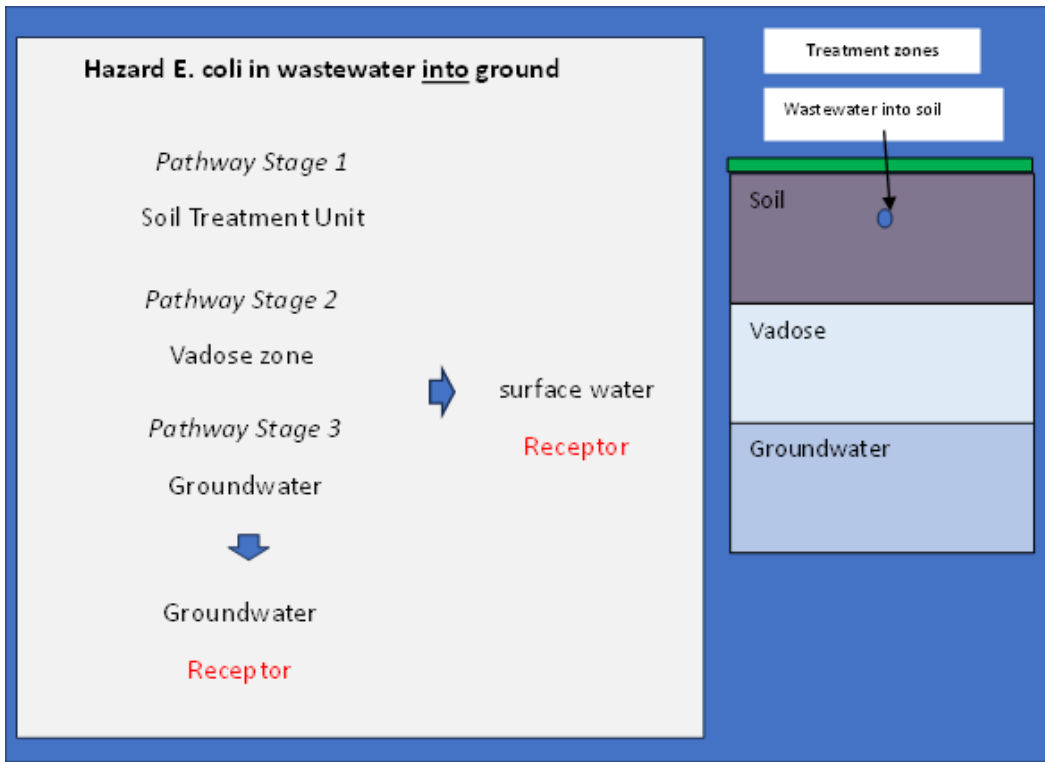 Hazard E. coli in wastewater into ground
Pathway Stage 1
Soil Treatment Unit
Pathway Stage 2
Vadose zone
Pathway Stage 3
Groundwater
surface water
Receptor
Groundwater
Receptor
Treatment zones
Wastewater into soil
Soil
Vadose
Groundwater